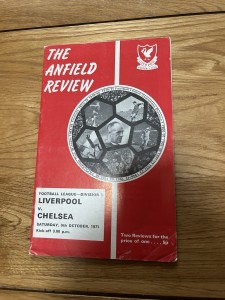 THE
ANFIELD
REVIEW
FOOTBALL LEAGUE—DIVISION 1
LIVERPOOL
v.
CHELSEA
SATURDAY, 9th OCTOBER, 1971
Kick-off 3.00 p.m.
Two Reviews for the
price of one . . . . 5p